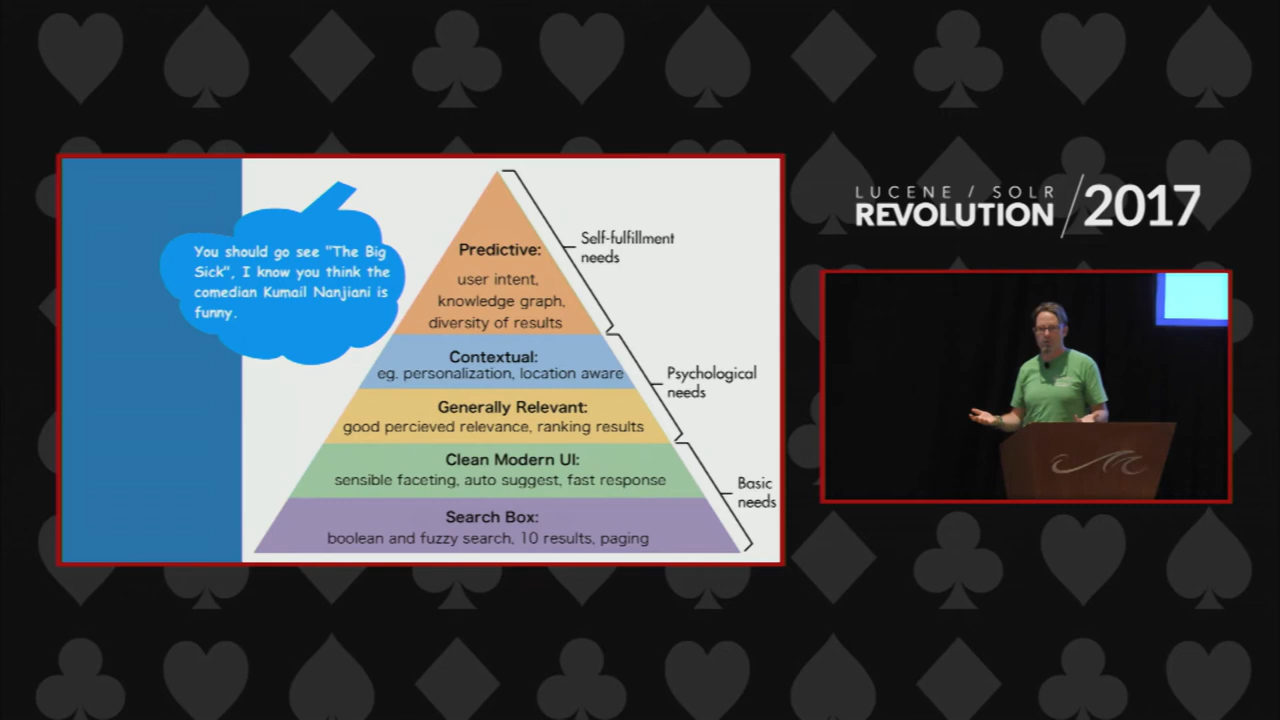 You should go see "The Big
Sick", I know you think the
comedian Kumail Nanjiani is
funny.
Predictive:
user intent,
knowledge graph,
diversity of results
Contextual:
eg. personalization, location aware
Generally Relevant:
good percieved relevance, ranking results
Clean Modern UI:
sensible faceting, auto suggest, fast response
Search Box:
boolean and fuzzy search, 10 results, paging
Self-fulfillment
needs
Psychological
needs
Basic
needs
LUCENE / SOLR
REVOLUTION /2017